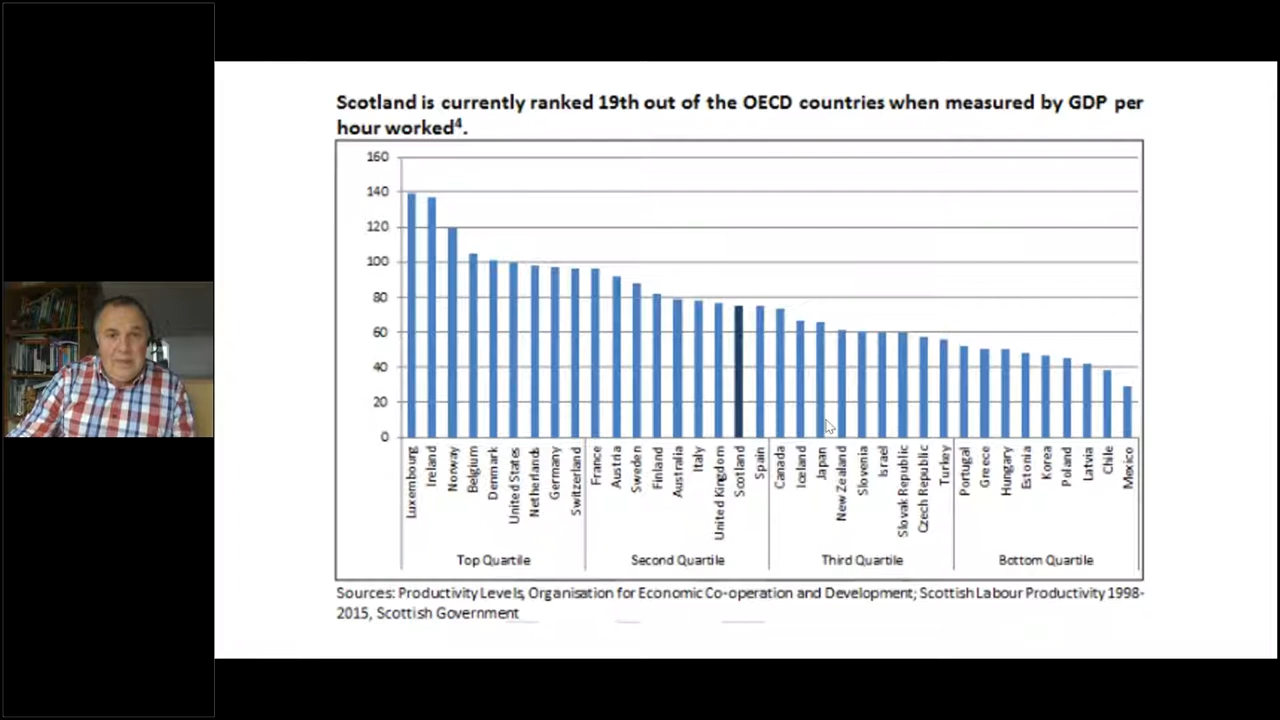 Scotland is currently ranked 19th out of the OECD countries when measured by GDP per
hour worked⁴.
160
140
120
100
80
60
40
20
0
Luxembourg
Ireland
Norway
Belgium
Denmark
United States
Netherlands
Germany
Switzerland
France
Austria
Sweden
Finland
Australia
Italy
United Kingdom
Scotland
Spain
Canada
Iceland
Japan
New Zealand
Slovenia
Israel
Slovak Republic
Czech Republic
Turkey
Portugal
Greece
Hungary
Estonia
Korea
Poland
Latvia
Chile
Mexico
Top Quartile
Second Quartile
Third Quartile
Bottom Quartile
Sources: Productivity Levels, Organisation for Economic Co-operation and Development; Scottish Labour Productivity 1998-
2015, Scottish Government